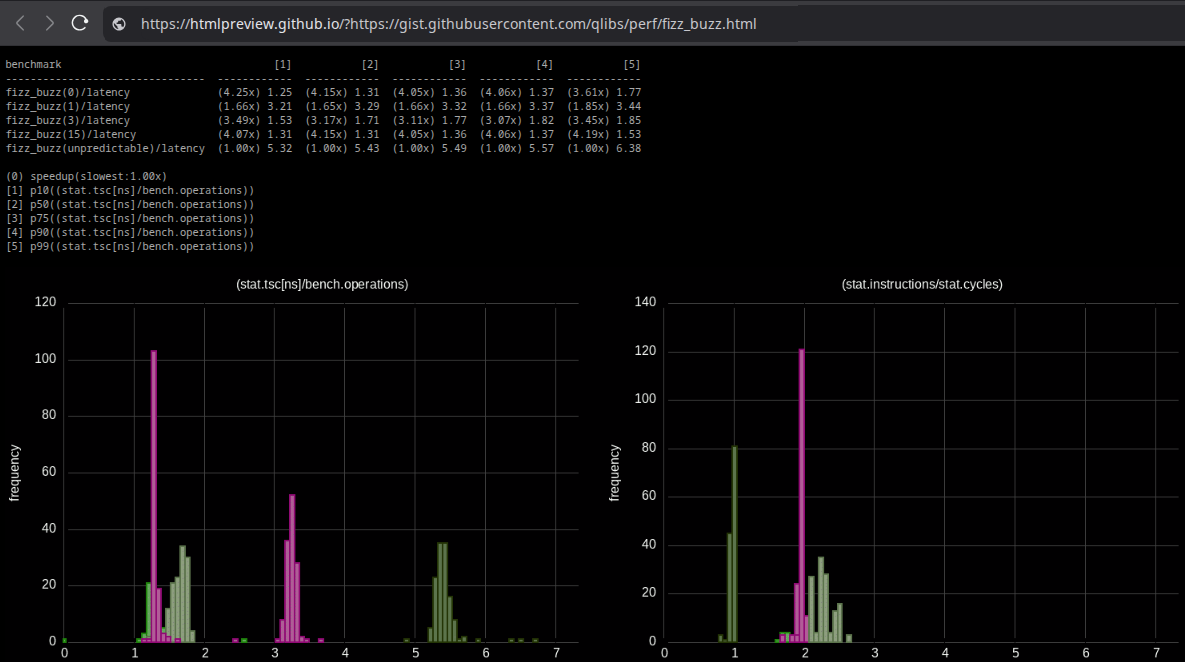 https://htmlpreview.github.io/?https://gist.githubusercontent.com/qlibs/perf/fizz_buzz.html
benchmark [1] [2] [3] [4] [5]
------------------------------- ------------ ------------ ------------ ------------ ------------
fizz_buzz(0)/latency (4.25x) 1.25 (4.15x) 1.31 (4.05x) 1.36 (4.06x) 1.37 (3.61x) 1.77
fizz_buzz(1)/latency (1.66x) 3.21 (1.65x) 3.29 (1.66x) 3.32 (1.66x) 3.37 (1.85x) 3.44
fizz_buzz(3)/latency (3.49x) 1.53 (3.17x) 1.71 (3.11x) 1.77 (3.07x) 1.82 (3.45x) 1.85
fizz_buzz(15)/latency (4.07x) 1.31 (4.15x) 1.31 (4.05x) 1.36 (4.06x) 1.37 (4.19x) 1.53
fizz_buzz(unpredictable)/latency (1.00x) 5.32 (1.00x) 5.43 (1.00x) 5.49 (1.00x) 5.57 (1.00x) 6.38
(0) speedup(slowest:1.00x)
[1] p10((stat.tsc[ns]/bench.operations))
[2] p50((stat.tsc[ns]/bench.operations))
[3] p75((stat.tsc[ns]/bench.operations))
[4] p90((stat.tsc[ns]/bench.operations))
[5] p99((stat.tsc[ns]/bench.operations))
(stat.tsc[ns]/bench.operations)
120
100
80
60
40
20
0
frequency
0 1 2 3 4 5 6 7
(stat.instructions/stat.cycles)
140
120
100
80
60
40
20
0
frequency
0 1 2 3 4 5 6 7